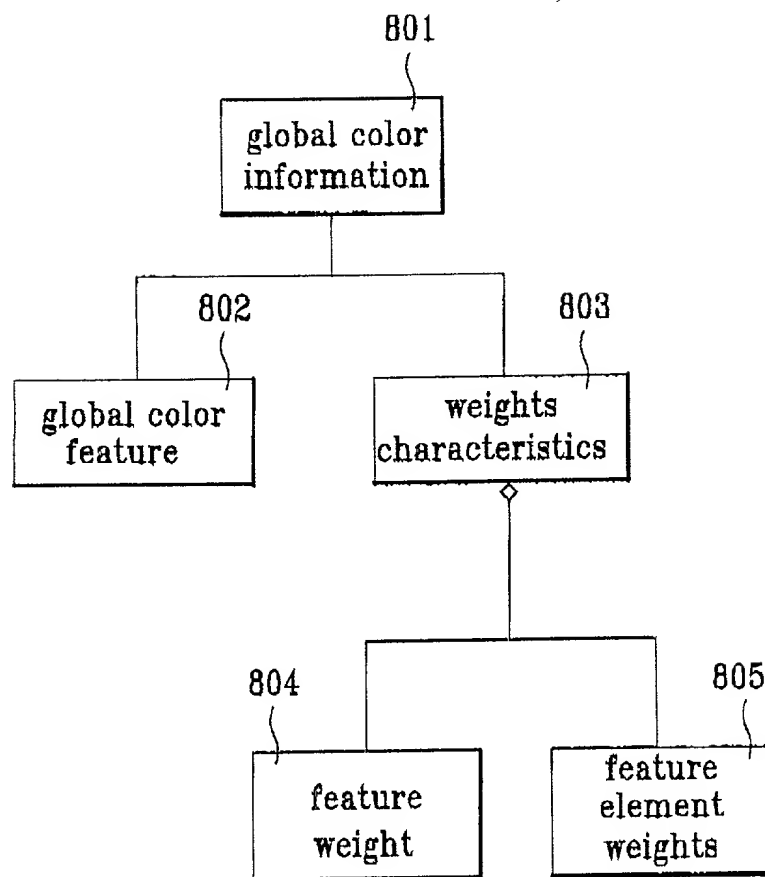 801
global color
information
802
803
global color
feature
weights
characteristics
804
805
feature
weight
feature
element
weights